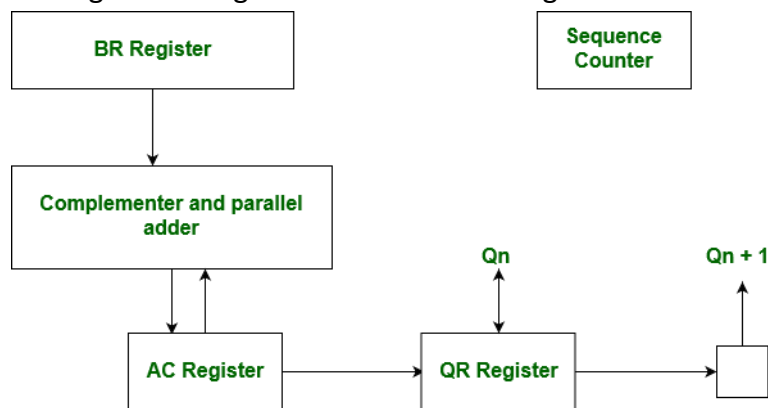 BR Register
Sequence
Counter
Complementer and parallel
adder
Qn
Qn + 1
AC Register
QR Register